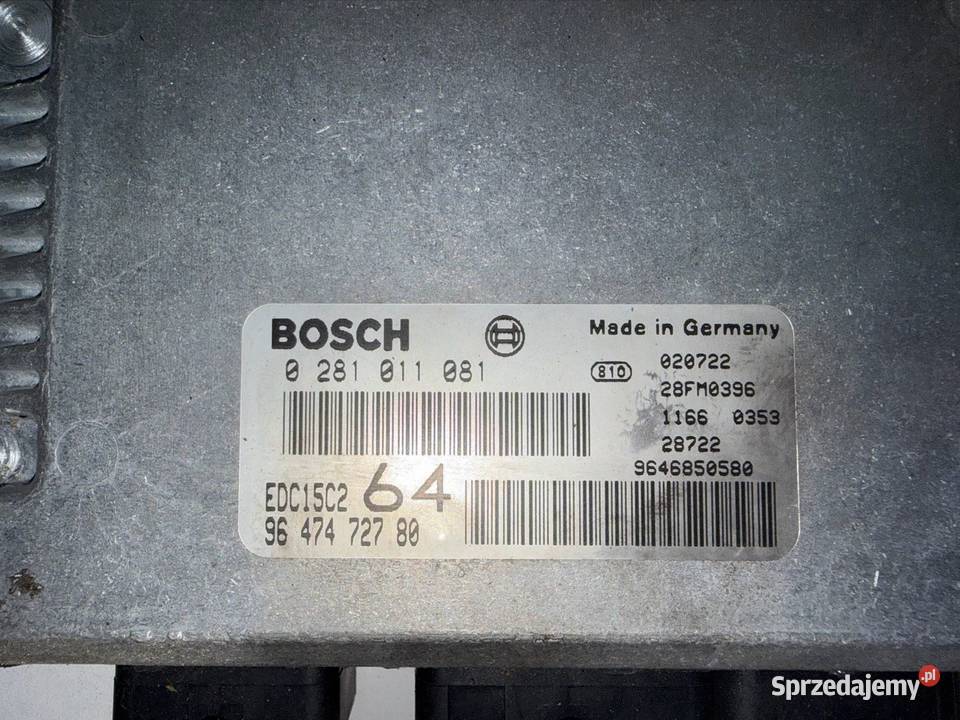 BOSCH
Made in Germany
0 281 011 081
810
020722
28FM0396
1166 0353
28722
9646850580
EDC15C2 64
96 474 727 80
Sprzedajemy.pl